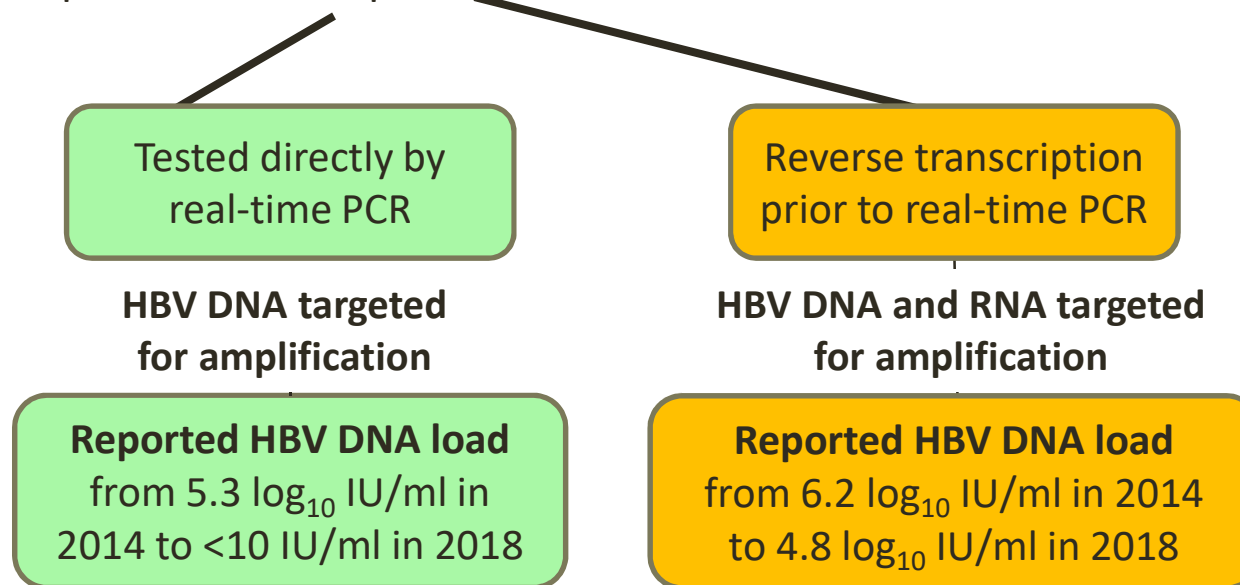 Tested directly by
real-time PCR
HBV DNA targeted
for amplification
Reported HBV DNA load
from 5.3 log₁₀ IU/ml in
2014 to <10 IU/ml in 2018
Reverse transcription
prior to real-time PCR
HBV DNA and RNA targeted
for amplification
Reported HBV DNA load
from 6.2 log₁₀ IU/ml in 2014
to 4.8 log₁₀ IU/ml in 2018